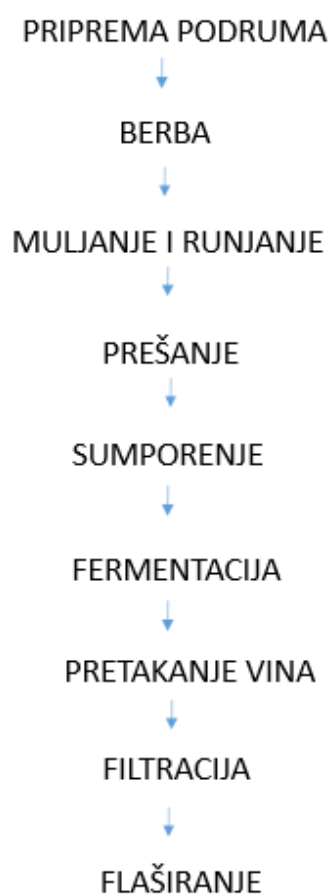 PRIPREMA PODRUMA
BERBA
MULJANJE I RUNJANJE
PREŠANJE
SUMPORENJE
FERMENTACIJA
PRETAKANJE VINA
FILTRACIJA
FLAŠIRANJE